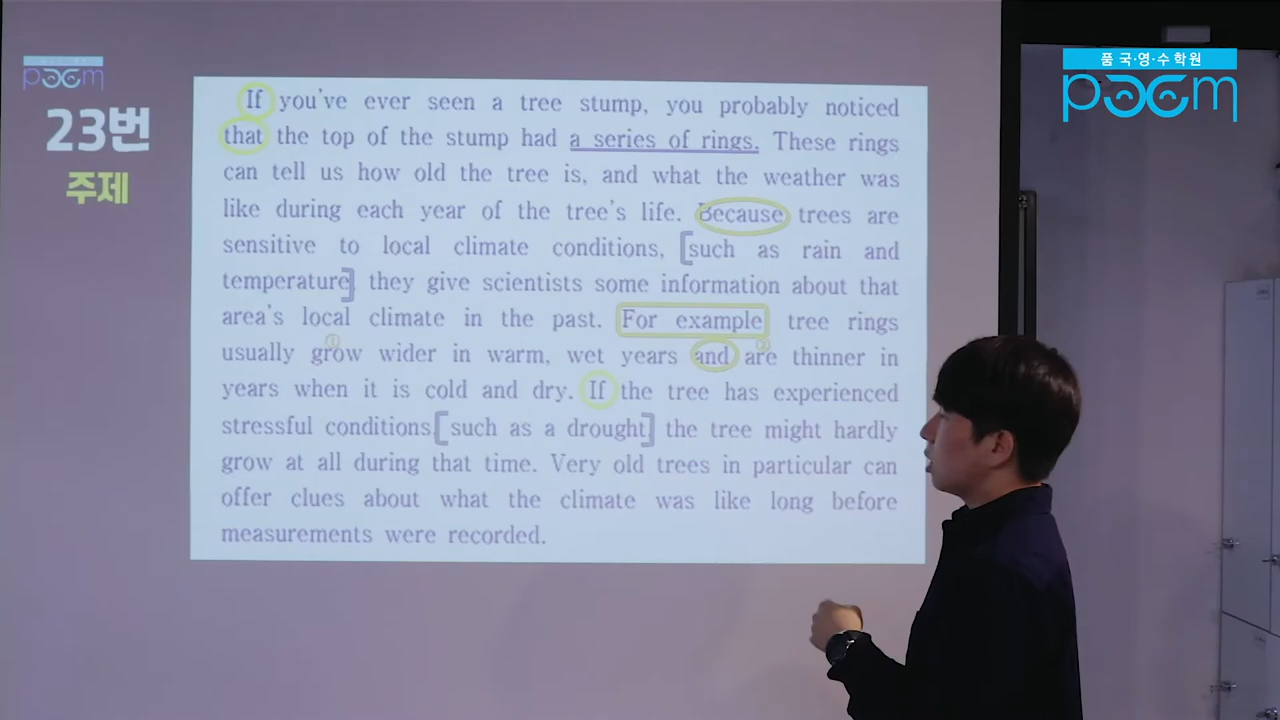 poem
23번
주제
품 국·영·수 학원
poem
If you've ever seen a tree stump, you probably noticed
that the top of the stump had a series of rings. These rings
can tell us how old the tree is, and what the weather was
like during each year of the tree's life. Because trees are
sensitive to local climate conditions, [such as rain and
temperature] they give scientists some information about that
area's local climate in the past. For example tree rings
① ②
usually grow wider in warm, wet years and are thinner in
years when it is cold and dry. If the tree has experienced
stressful conditions [such as a drought] the tree might hardly
grow at all during that time. Very old trees in particular can
offer clues about what the climate was like long before
measurements were recorded.